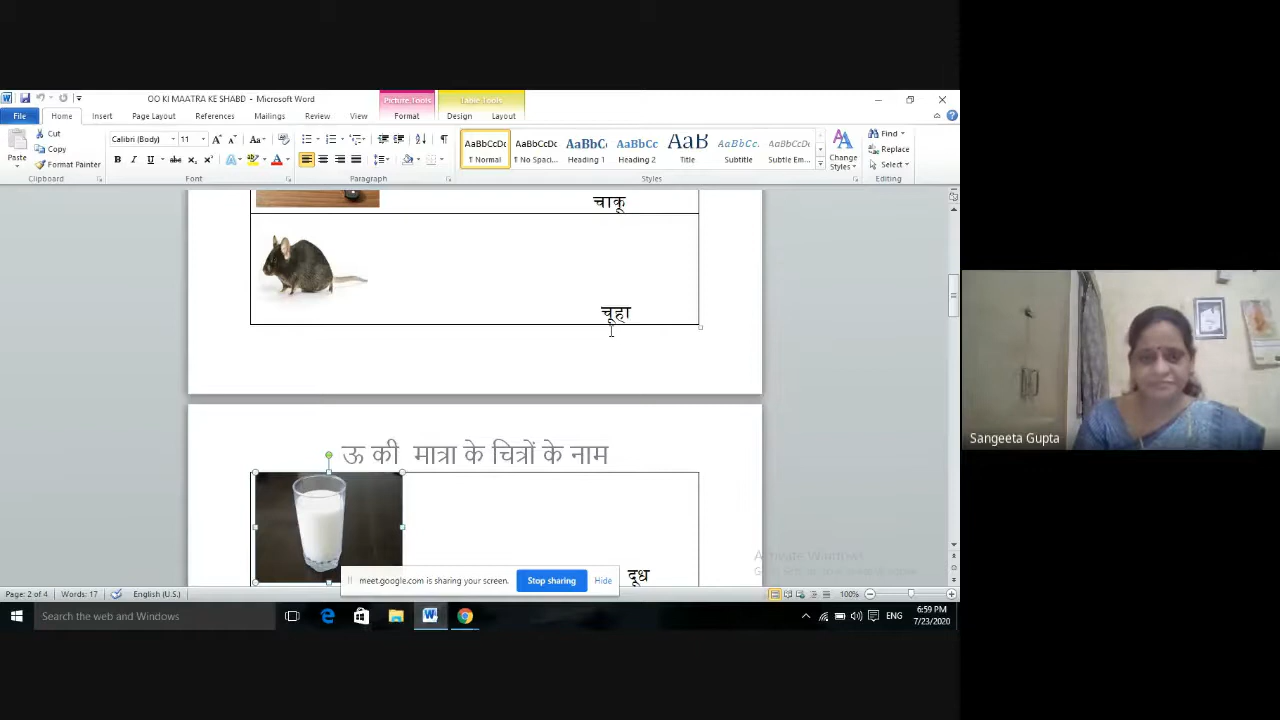 OO KI MAATRA KE SHABD - Microsoft Word
Picture Tools
Table Tools
File
Home
Insert
Page Layout
References
Mailings
Review
View
Format
Design
Layout
Paste
Cut
Copy
Format Painter
Clipboard
Calibri (Body)
11
Font
Paragraph
AaBbCcDc
¶ Normal
AaBbCcDc
¶ No Spac...
AaBbC
Heading 1
AaBbCc
Heading 2
AaB
Title
AaBbCc.
Subtitle
AaBbCcDc
Subtle Em...
Change
Styles
Styles
Find
Replace
Select
Editing
चाकू
चूहा
ऊ की मात्रा के चित्रों के नाम
दूध
Activate Windows
meet.google.com is sharing your screen.
Stop sharing
Hide
Page: 2 of 4
Words: 17
English (U.S.)
100%
Search the web and Windows
ENG
6:59 PM
7/23/2020
Sangeeta Gupta